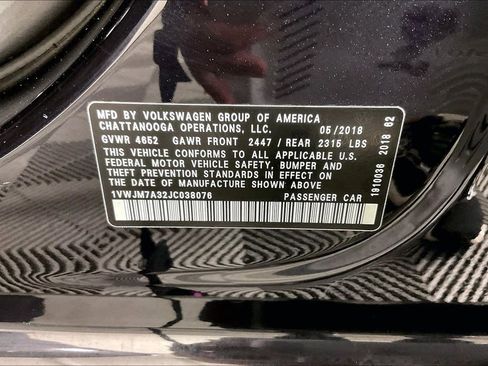 MFD BY VOLKSWAGEN GROUP OF AMERICA
CHATTANOOGA OPERATIONS, LLC. 05/2018
GVWR 4652 GAWR FRONT 2447 / REAR 2315 LBS
THIS VEHICLE CONFORMS TO ALL APPLICABLE U.S.
FEDERAL MOTOR VEHICLE SAFETY, BUMPER AND
THEFT PREVENTION STANDARDS IN EFFECT ON
THE DATE OF MANUFACTURE SHOWN ABOVE
1VWJM7A32JC038076 PASSENGER CAR
1910036 2018 82